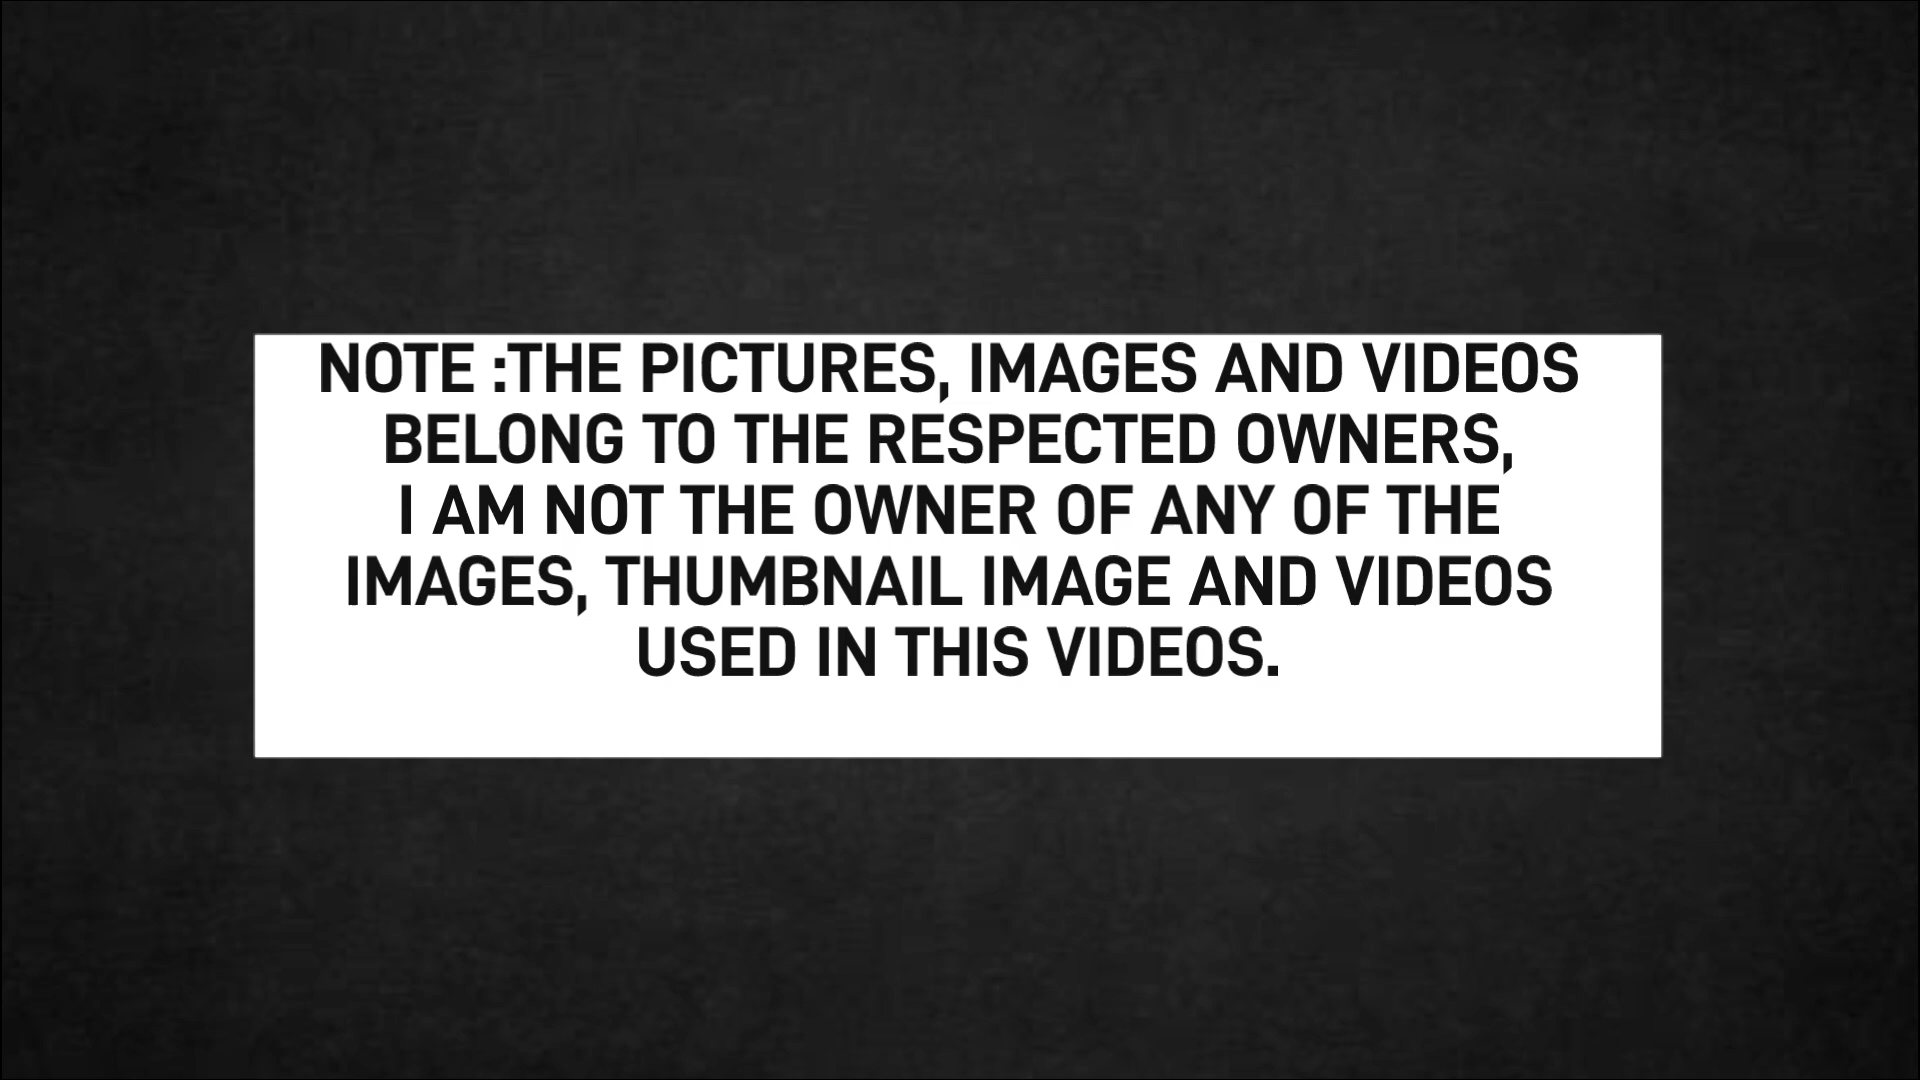 NOTE :THE PICTURES, IMAGES AND VIDEOS
BELONG TO THE RESPECTED OWNERS,
I AM NOT THE OWNER OF ANY OF THE
IMAGES, THUMBNAIL IMAGE AND VIDEOS
USED IN THIS VIDEOS.